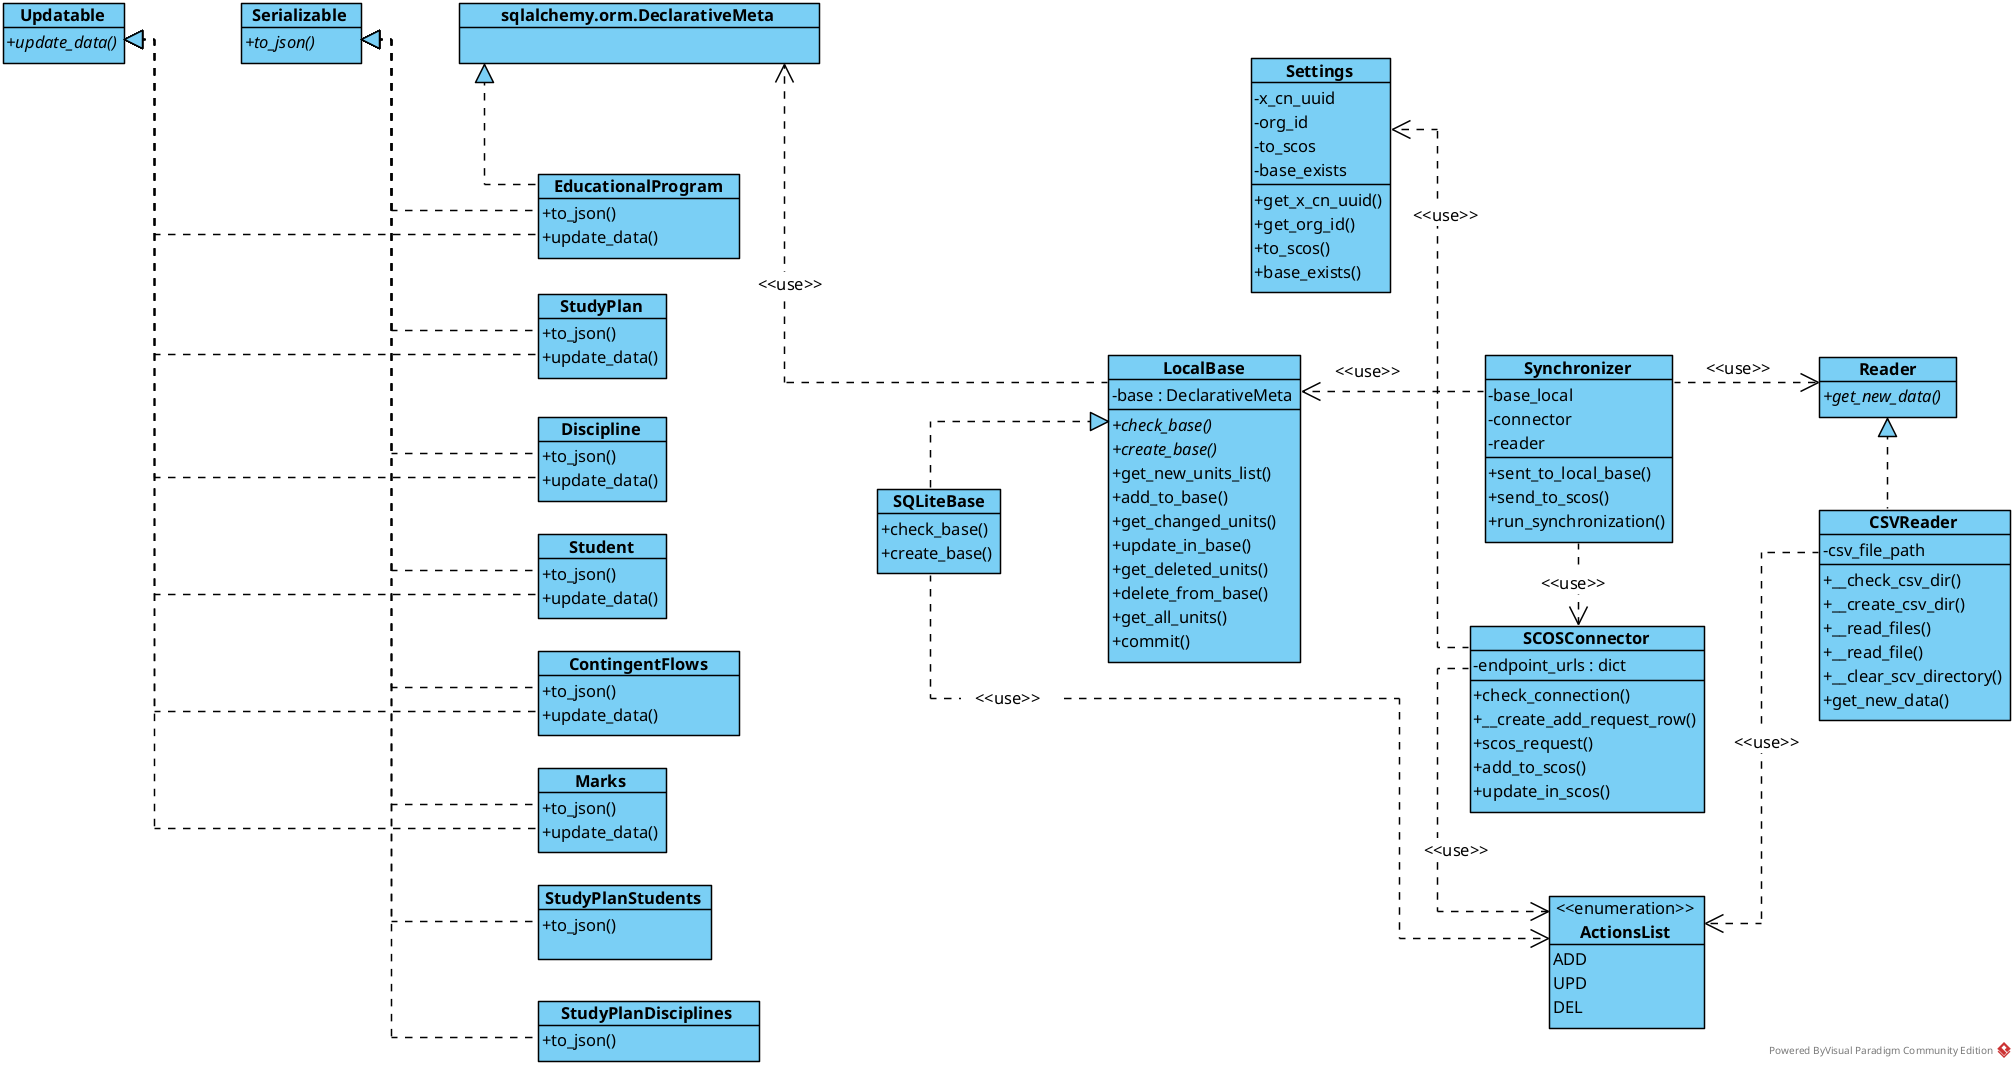 Updatable
+update_data()
Serializable
+to_json()
sqlalchemy.orm.DeclarativeMeta
Settings
-x_cn_uuid
-org_id
-to_scos
-base_exists
+get_x_cn_uuid()
+get_org_id()
+to_scos()
+base_exists()
<<use>>
EducationalProgram
+to_json()
+update_data()
<<use>>
StudyPlan
+to_json()
+update_data()
Discipline
+to_json()
+update_data()
Student
+to_json()
+update_data()
ContingentFlows
+to_json()
+update_data()
Marks
+to_json()
+update_data()
StudyPlanStudents
+to_json()
StudyPlanDisciplines
+to_json()
LocalBase
-base : DeclarativeMeta
+check_base()
+create_base()
+get_new_units_list()
+add_to_base()
+get_changed_units()
+update_in_base()
+get_deleted_units()
+delete_from_base()
+get_all_units()
+commit()
<<use>>
SQLiteBase
+check_base()
+create_base()
<<use>>
Synchronizer
-base_local
-connector
-reader
+sent_to_local_base()
+send_to_scos()
+run_synchronization()
<<use>>
Reader
+get_new_data()
<<use>>
CSVReader
-csv_file_path
+__check_csv_dir()
+__create_csv_dir()
+__read_files()
+__read_file()
+__clear_scv_directory()
+get_new_data()
<<use>>
SCOSConnector
-endpoint_urls : dict
+check_connection()
+__create_add_request_row()
+scos_request()
+add_to_scos()
+update_in_scos()
<<use>>
<<enumeration>>
ActionsList
ADD
UPD
DEL
Powered ByVisual Paradigm Community Edition